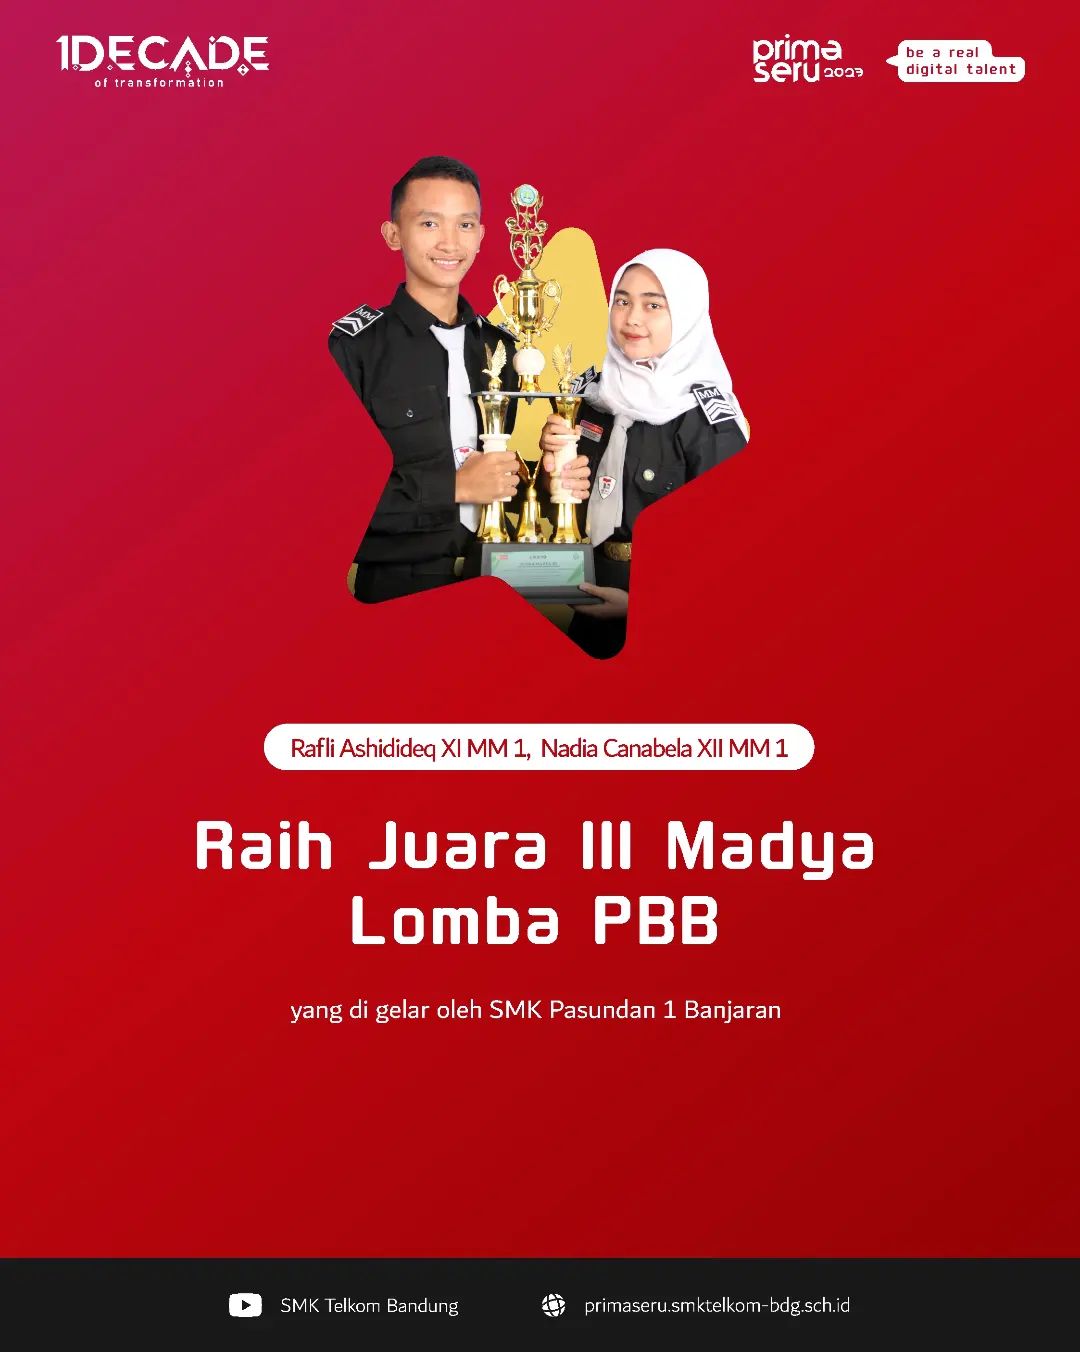 1DECADE
of transformation
prima
seru 2023
be a real
digital talent
MM
MM
Rafli Ashidideq XI MM 1, Nadia Canabela XII MM 1
Raih Juara III Madya
Lomba PBB
yang di gelar oleh SMK Pasundan 1 Banjaran
SMK Telkom Bandung
primaseru.smktelkom-bdg.sch.id